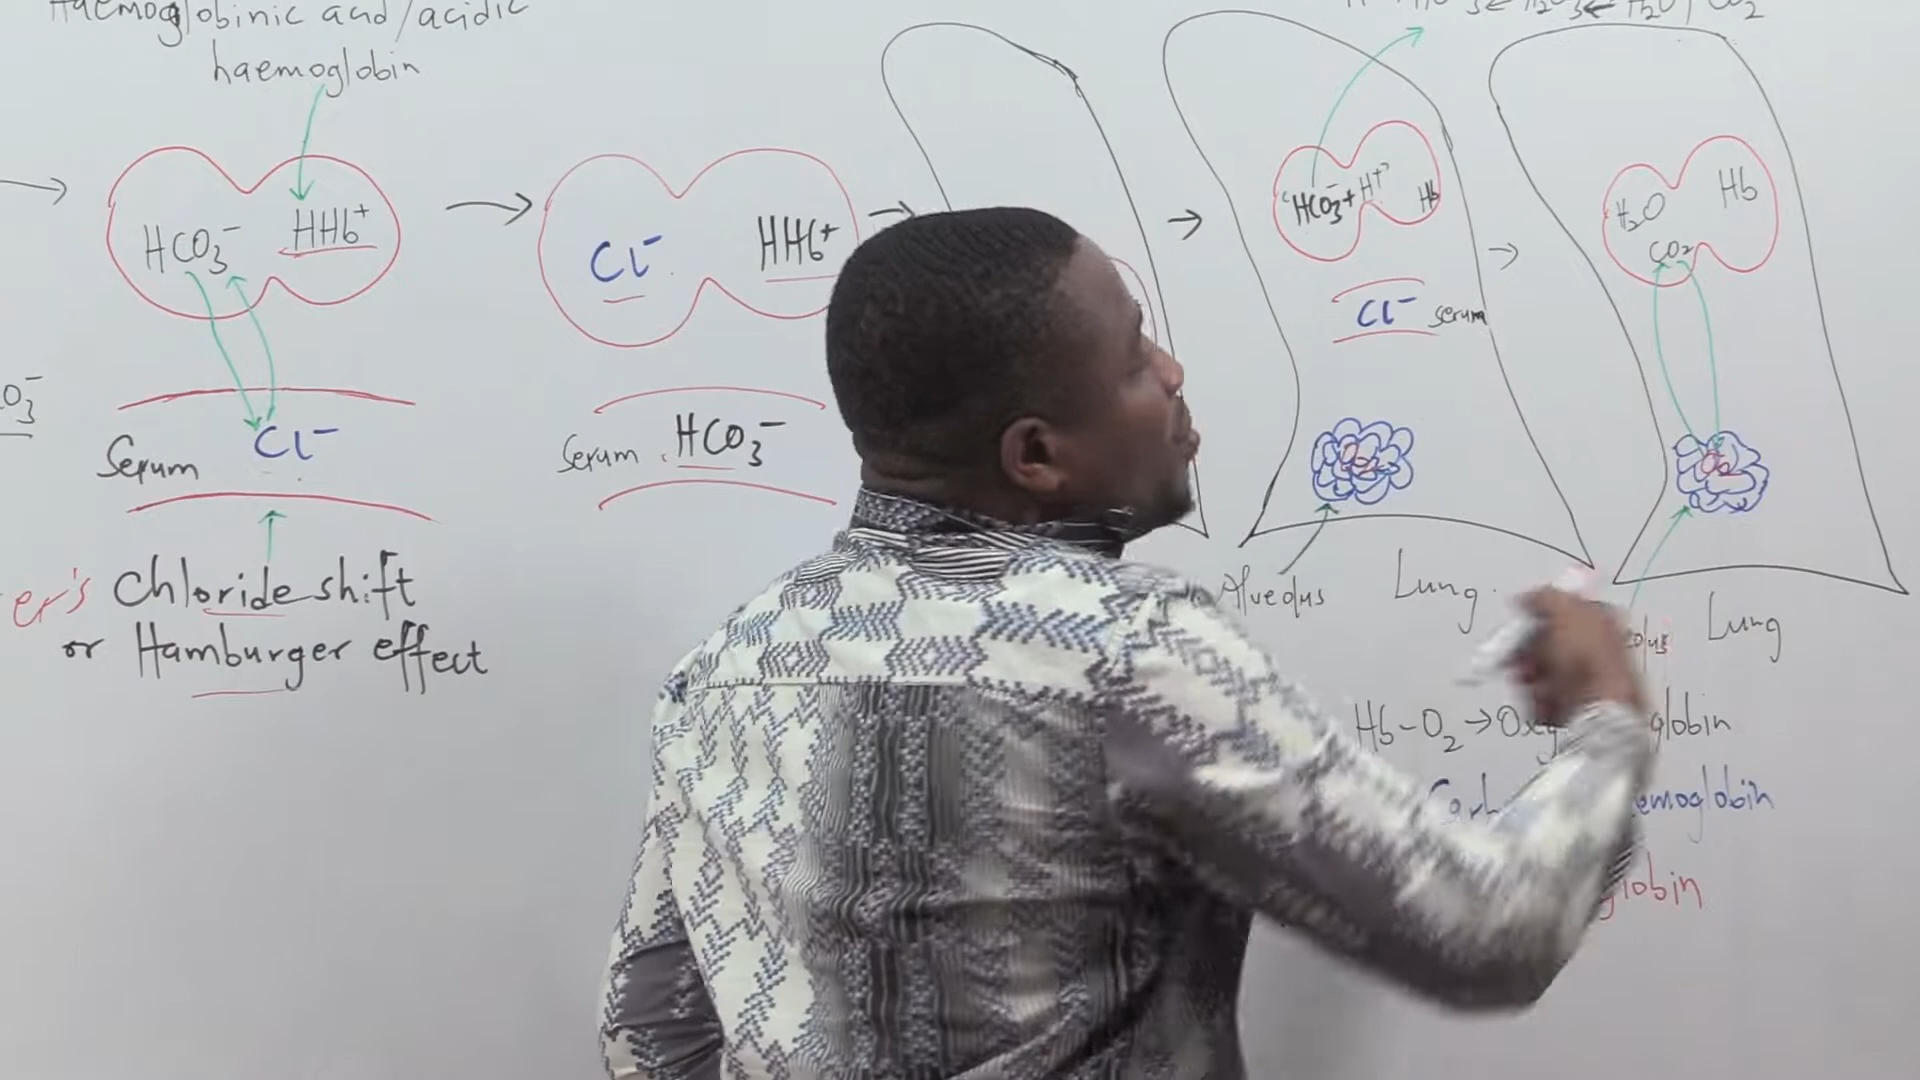 Haemoglobinic acid/acidic
haemoglobin
HCO3⁻ HHb⁺
Serum Cl⁻
er's Chloride shift
or Hamburger effect
O3⁻
Cl⁻ HHb⁺
Serum HCO3⁻
HCO3⁻ + H⁺ Hb
Cl⁻ serum
Alveolus Lung
H2O Hb
CO2
Lung
Hb-O2 → Oxy globin
Carb emoglobin
globin